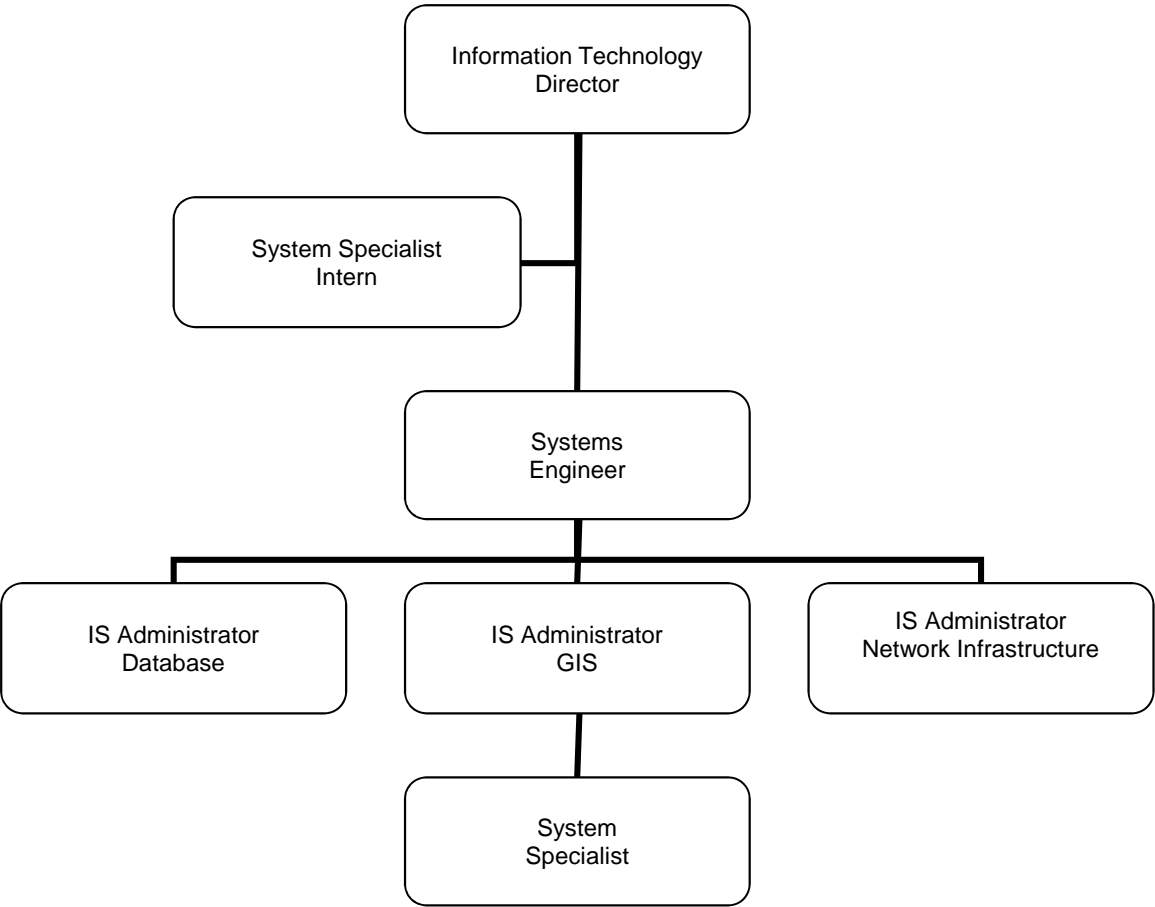 Information Technology
Director
System Specialist
Intern
Systems
Engineer
IS Administrator
Database
IS Administrator
GIS
IS Administrator
Network Infrastructure
System
Specialist